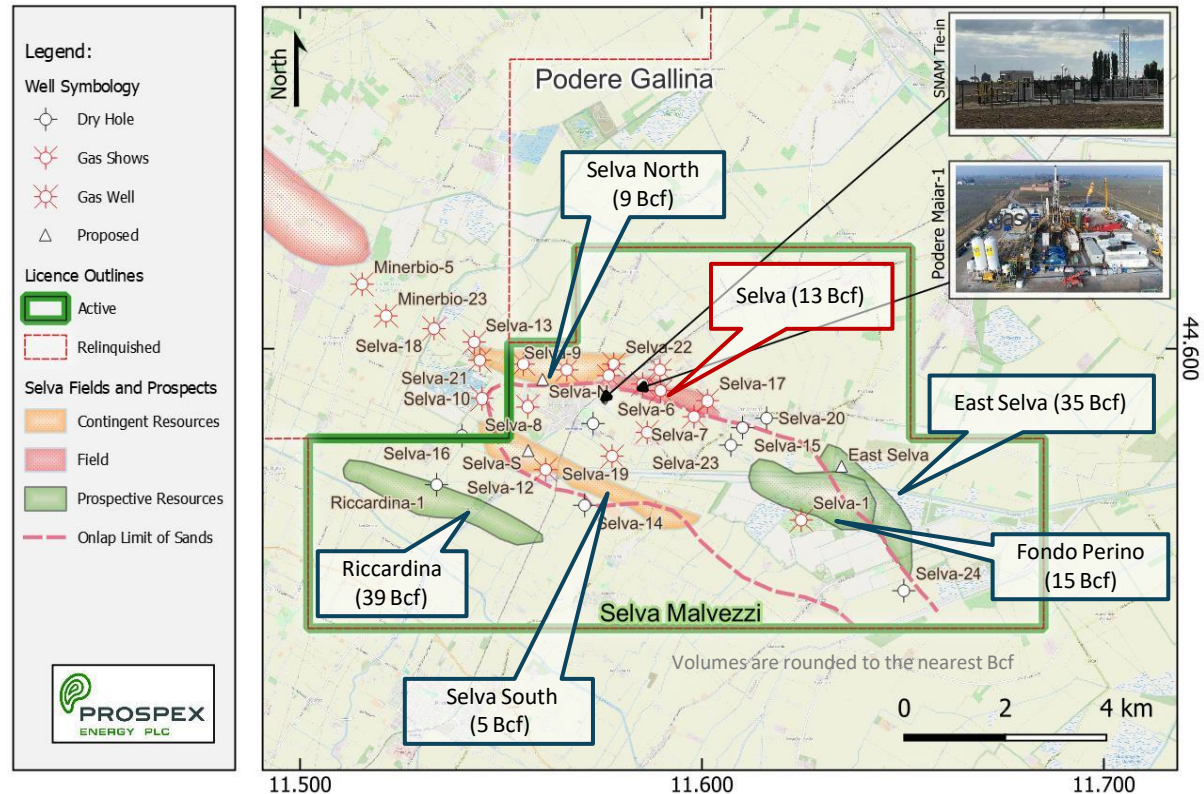 Legend:
Well Symbology
Dry Hole
Gas Shows
Gas Well
Proposed
Licence Outlines
Active
Relinquished
Selva Fields and Prospects
Contingent Resources
Field
Prospective Resources
Onlap Limit of Sands
PROSPEX
ENERGY PLC
North
Podere Gallina
SNAM Tie-in
Podere Maiar-1
Selva North
(9 Bcf)
Selva (13 Bcf)
East Selva (35 Bcf)
Fondo Perino
(15 Bcf)
Riccardina
(39 Bcf)
Selva South
(5 Bcf)
Minerbio-5
Minerbio-23
Selva-18
Selva-13
Selva-9
Selva-22
Selva-21
Selva-10
Selva-N
Selva-6
Selva-17
Selva-8
Selva-7
Selva-20
Selva-15
Selva-16
Selva-S
Selva-19
Selva-23
East Selva
Selva-12
Riccardina-1
Selva-1
Selva-14
Selva-24
Selva Malvezzi
Volumes are rounded to the nearest Bcf
0 2 4 km
44.600
11.500 11.600 11.700